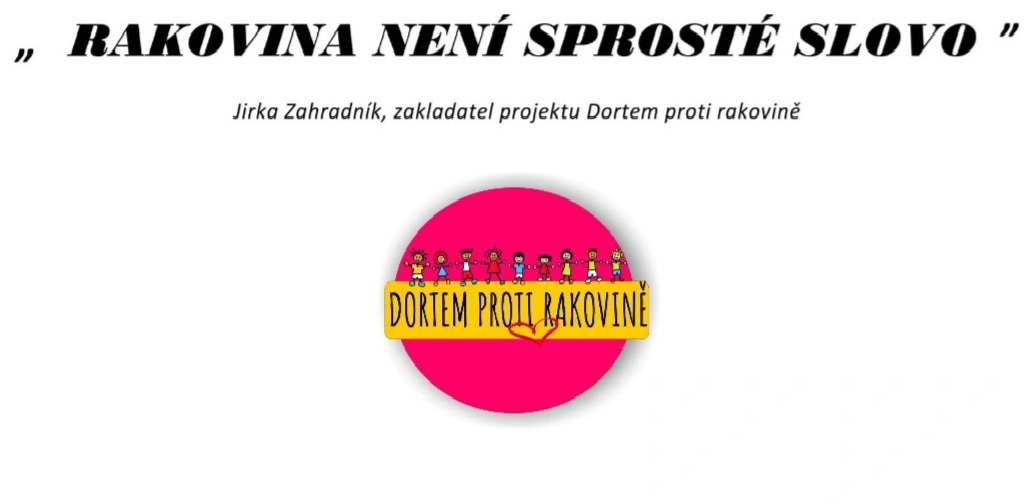 „ RAKOVINA NENÍ SPROSTÉ SLOVO "
Jirka Zahradník, zakladatel projektu Dortem proti rakovině
DORTEM PROTI RAKOVINĚ